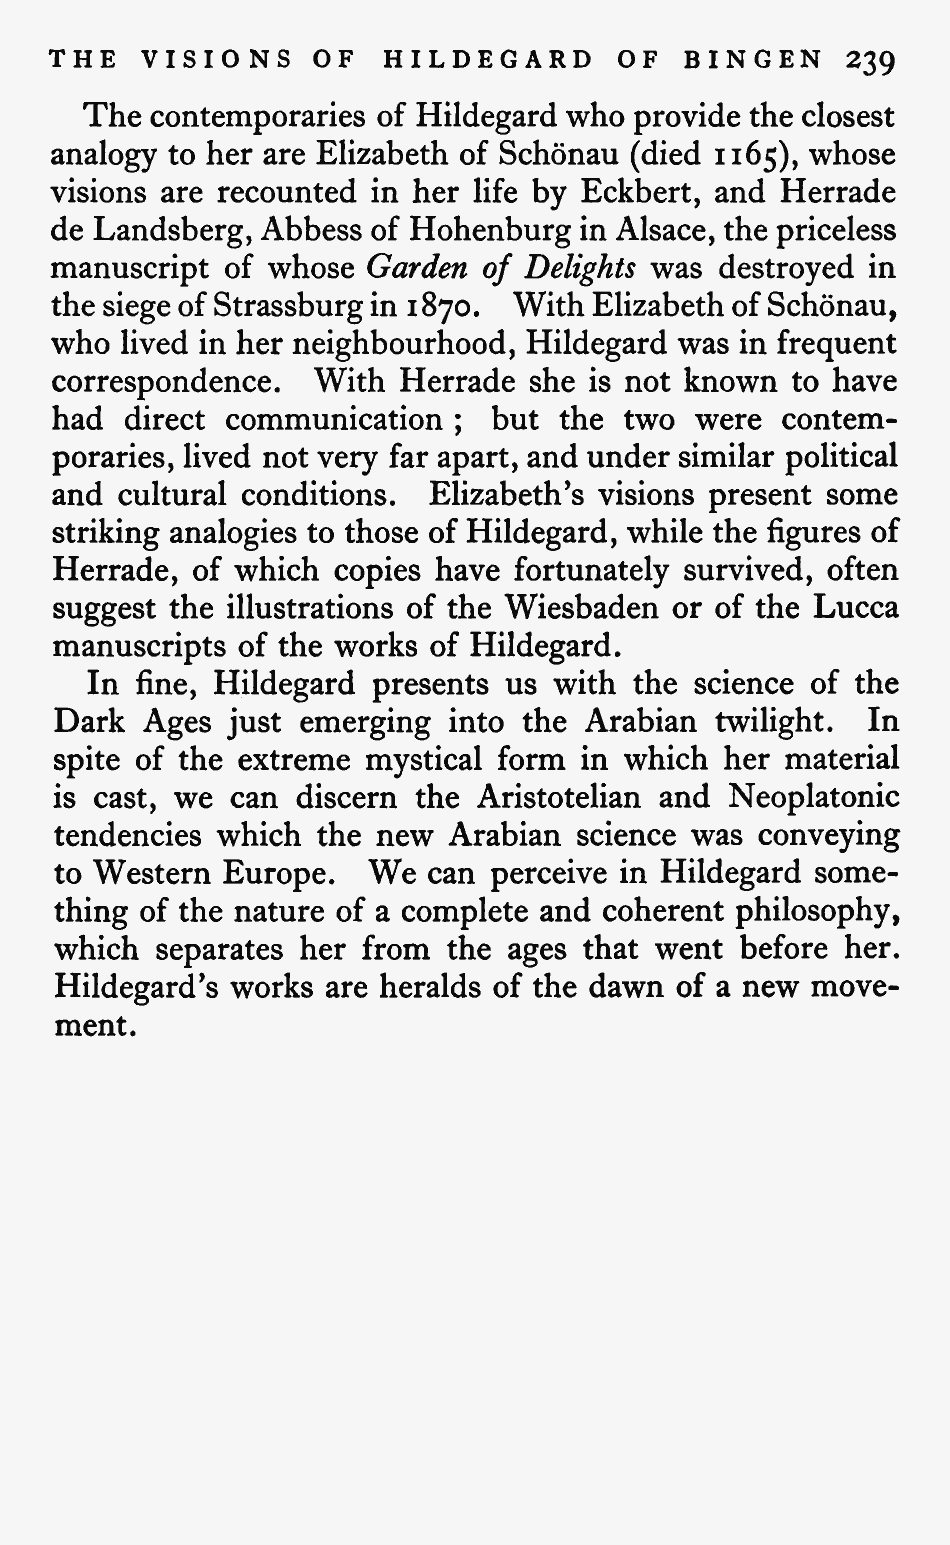 THE VISIONS OF HILDEGARD OF BINGEN 239
The contemporaries of Hildegard who provide the closest
analogy to her are Elizabeth of Schönau (died 1165), whose
visions are recounted in her life by Eckbert, and Herrade
de Landsberg, Abbess of Hohenburg in Alsace, the priceless
manuscript of whose Garden of Delights was destroyed in
the siege of Strassburg in 1870. With Elizabeth of Schönau,
who lived in her neighbourhood, Hildegard was in frequent
correspondence. With Herrade she is not known to have
had direct communication ; but the two were contem-
poraries, lived not very far apart, and under similar political
and cultural conditions. Elizabeth's visions present some
striking analogies to those of Hildegard, while the figures of
Herrade, of which copies have fortunately survived, often
suggest the illustrations of the Wiesbaden or of the Lucca
manuscripts of the works of Hildegard.
In fine, Hildegard presents us with the science of the
Dark Ages just emerging into the Arabian twilight. In
spite of the extreme mystical form in which her material
is cast, we can discern the Aristotelian and Neoplatonic
tendencies which the new Arabian science was conveying
to Western Europe. We can perceive in Hildegard some-
thing of the nature of a complete and coherent philosophy,
which separates her from the ages that went before her.
Hildegard's works are heralds of the dawn of a new move-
ment.